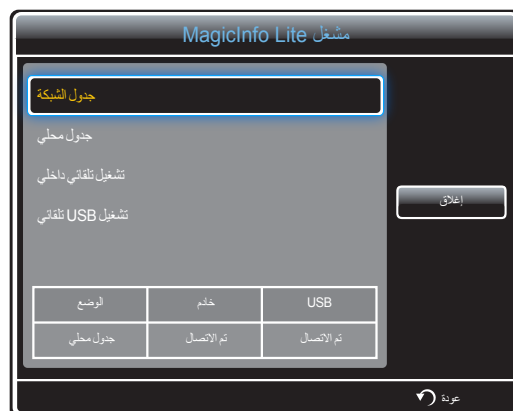 مشغل MagicInfo Lite
جدول الشبكة
جدول محلي
تشغيل تلقائي داخلي
تشغيل USB تلقائي
إغلاق
الوضع خادم USB
جدول محلي تم الاتصال تم الاتصال
عودة